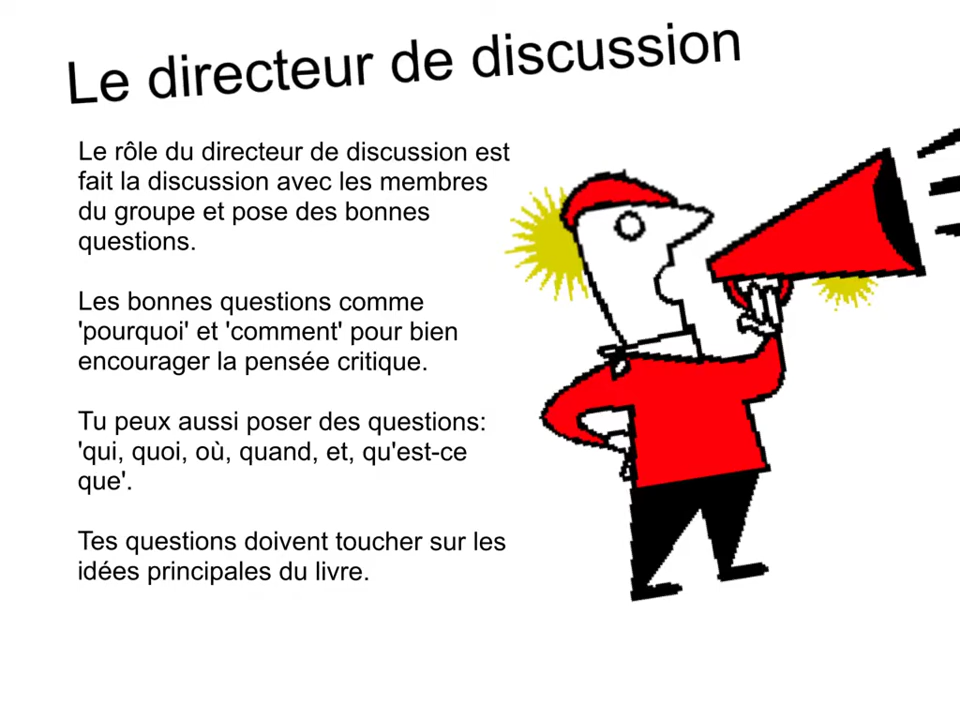 Le directeur de discussion
Le rôle du directeur de discussion est
fait la discussion avec les membres
du groupe et pose des bonnes
questions.
Les bonnes questions comme
'pourquoi' et 'comment' pour bien
encourager la pensée critique.
Tu peux aussi poser des questions:
'qui, quoi, où, quand, et, qu'est-ce
que'.
Tes questions doivent toucher sur les
idées principales du livre.